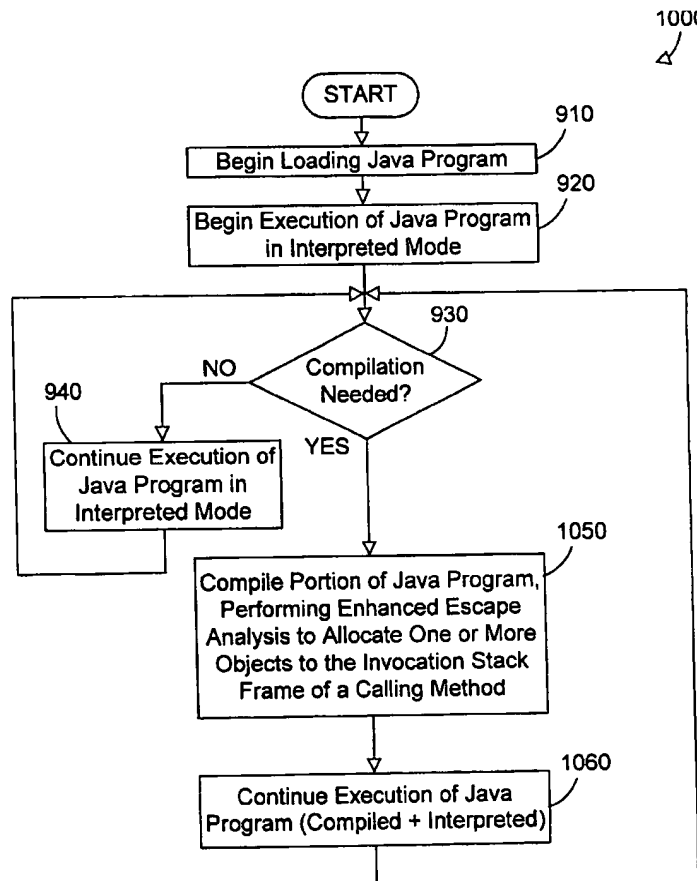 1000
START
910
Begin Loading Java Program
920
Begin Execution of Java Program
in Interpreted Mode
930
Compilation
Needed?
NO
940
YES
Continue Execution of
Java Program in
Interpreted Mode
1050
Compile Portion of Java Program,
Performing Enhanced Escape
Analysis to Allocate One or More
Objects to the Invocation Stack
Frame of a Calling Method
1060
Continue Execution of Java
Program (Compiled + Interpreted)